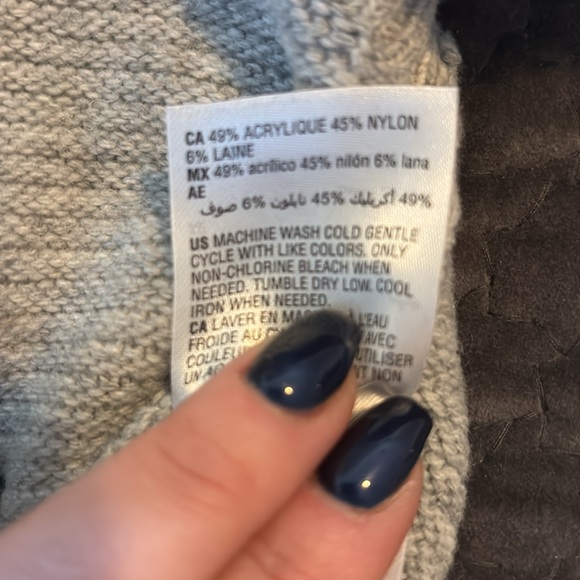 CA 49% ACRYLIQUE 45% NYLON
6% LAINE
MX 49% acrílico 45% nilón 6% lana
AE
49% أكريليك 45% نايلون 6% صوف
US MACHINE WASH COLD GENTLE
CYCLE WITH LIKE COLORS. ONLY
NON-CHLORINE BLEACH WHEN
NEEDED. TUMBLE DRY LOW. COOL
IRON WHEN NEEDED.
CA LAVER EN L'EAU
FROIDE AU AVEC
UTILISER
UN NON